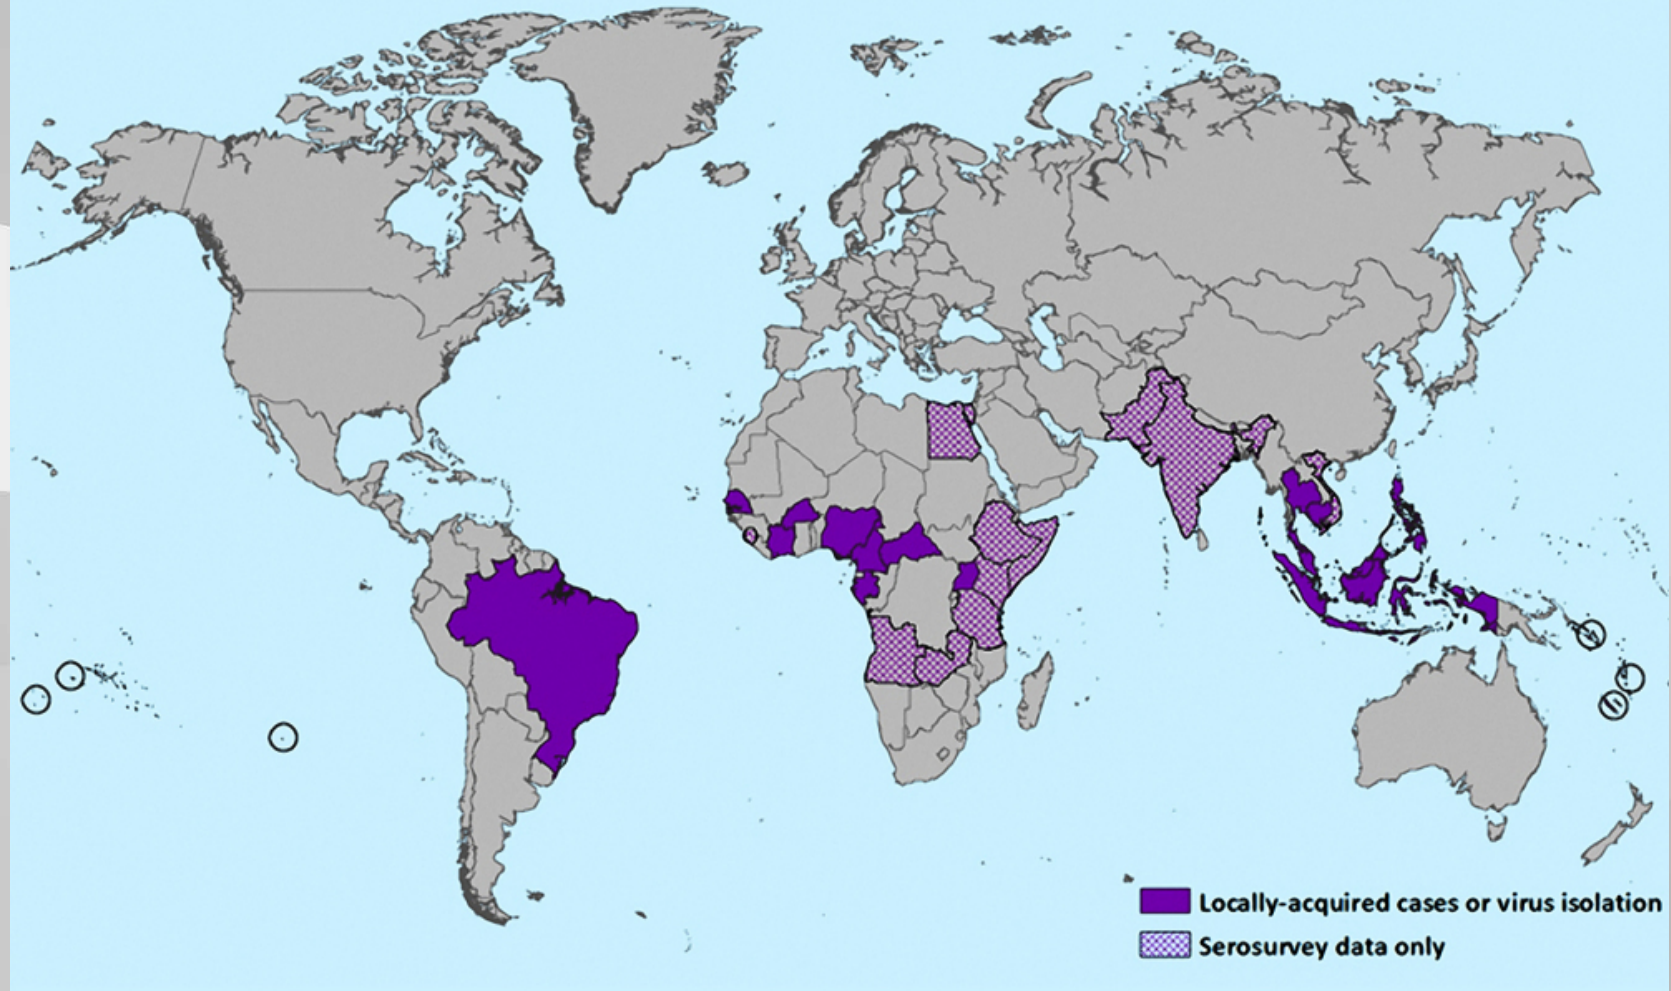 Locally-acquired cases or virus isolation
Serosurvey data only